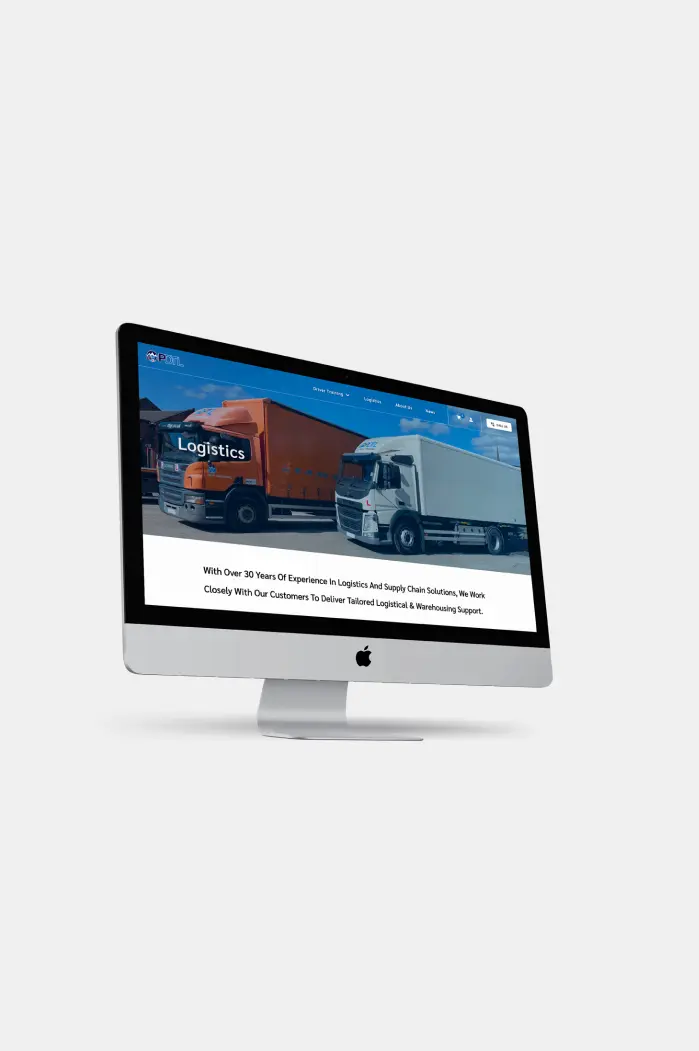 Driver Training
Logistics
About Us
News
Logistics
With Over 30 Years Of Experience In Logistics And Supply Chain Solutions, We Work
Closely With Our Customers To Deliver Tailored Logistical & Warehousing Support.